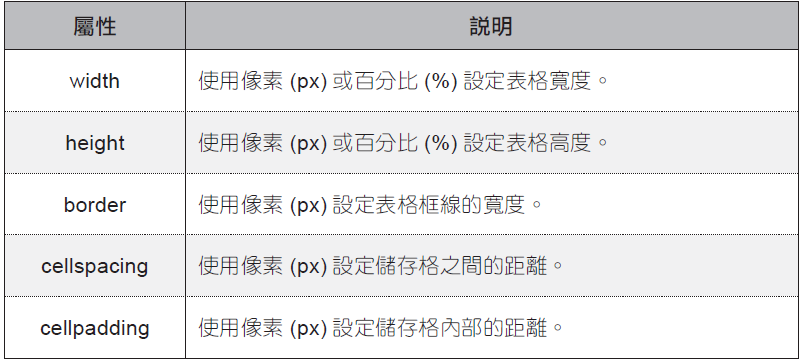 屬性 說明
width 使用像素 (px) 或百分比 (%) 設定表格寬度。
height 使用像素 (px) 或百分比 (%) 設定表格高度。
border 使用像素 (px) 設定表格框線的寬度。
cellspacing 使用像素 (px) 設定儲存格之間的距離。
cellpadding 使用像素 (px) 設定儲存格內部的距離。